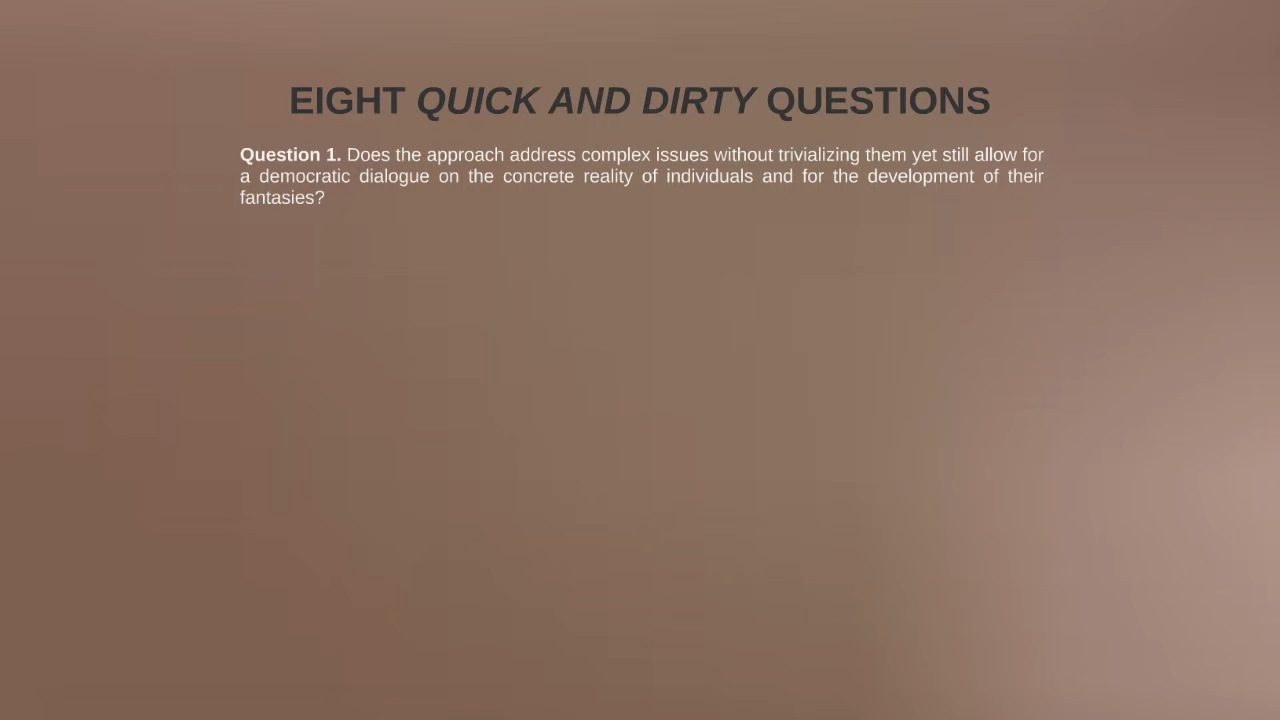 EIGHT QUICK AND DIRTY QUESTIONS
Question 1. Does the approach address complex issues without trivializing them yet still allow for
a democratic dialogue on the concrete reality of individuals and for the development of their
fantasies?